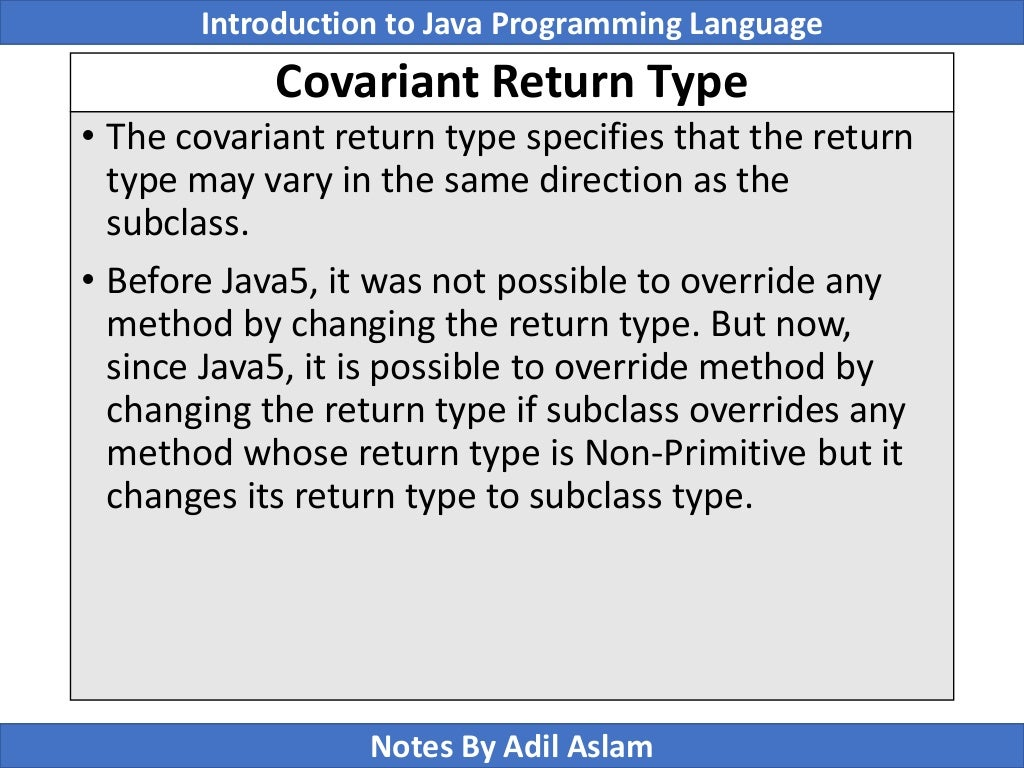 Introduction to Java Programming Language
Covariant Return Type
• The covariant return type specifies that the return
type may vary in the same direction as the
subclass.
• Before Java5, it was not possible to override any
method by changing the return type. But now,
since Java5, it is possible to override method by
changing the return type if subclass overrides any
method whose return type is Non-Primitive but it
changes its return type to subclass type.
Notes By Adil Aslam